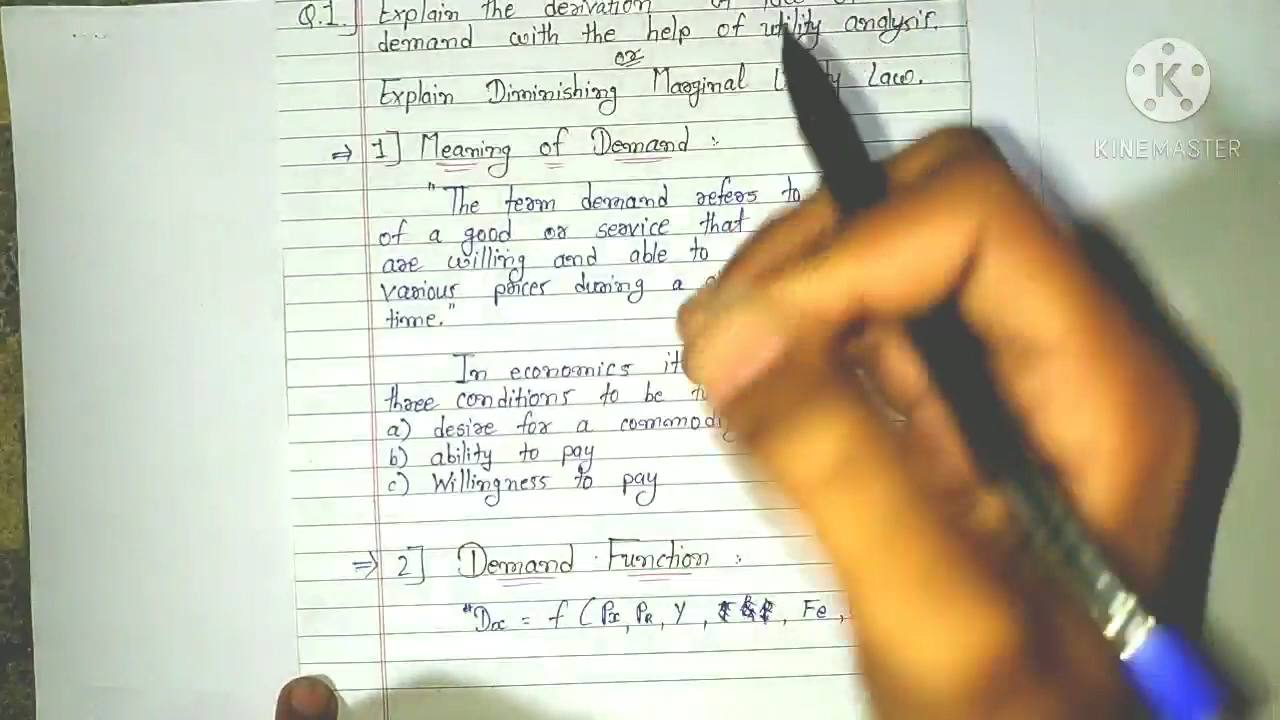 Q.1. Explain the derivation of law of
demand with the help of utility analysis.
or
Explain Diminishing Marginal Law.
⇒ 1] Meaning of Demand :
"The term demand refers to
of a good or service that
are willing and able to
various prices during a
time."
In economics it
three conditions to be
a) desire for a commodity
b) ability to pay
c) Willingness to pay
⇒ 2] Demand Function :
"Dx = f (Px, PR, Y, , Fe,
K
KINEMASTER